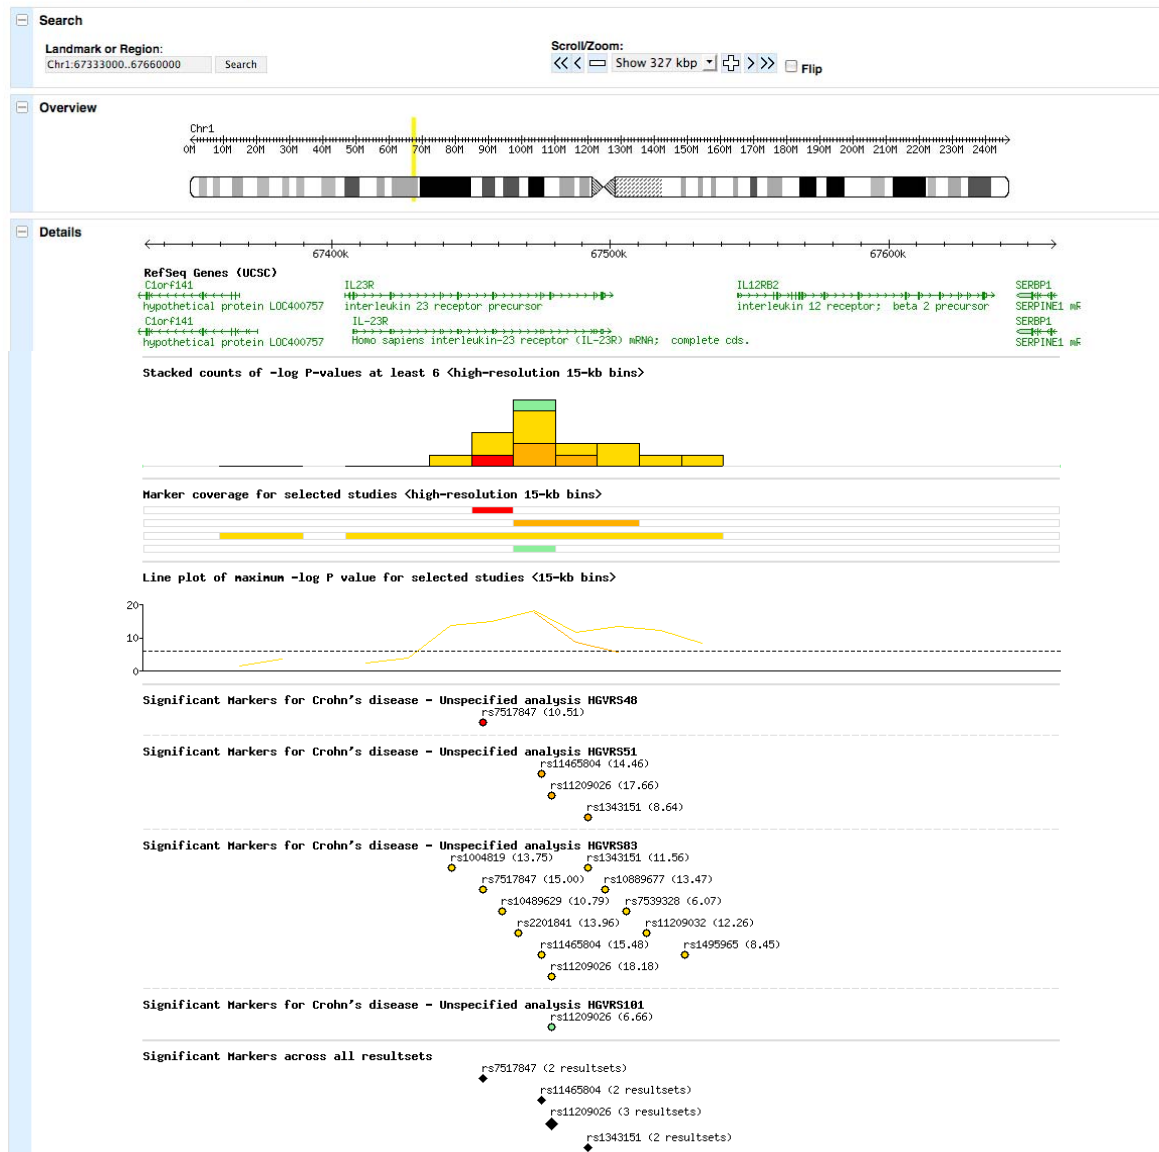 Search
Landmark or Region:
Chr1:67333000..67660000 Search
Scroll/Zoom:
Show 327 kbp
Flip
Overview
Chr1
0M 10M 20M 30M 40M 50M 60M 70M 80M 90M 100M 110M 120M 130M 140M 150M 160M 170M 180M 190M 200M 210M 220M 230M 240M
Details
67400k 67500k 67600k
RefSeq Genes (UCSC)
C1orf141 IL23R IL12RB2 SERBP1
hypothetical protein LOC400757 interleukin 23 receptor precursor interleukin 12 receptor; beta 2 precursor SERPINE1 mR
C1orf141 IL-23R SERBP1
hypothetical protein LOC400757 Homo sapiens interleukin-23 receptor (IL-23R) mRNA; complete cds. SERPINE1 mR
Stacked counts of -log P-values at least 6 <high-resolution 15-kb bins>
Marker coverage for selected studies <high-resolution 15-kb bins>
Line plot of maximum -log P value for selected studies <15-kb bins>
20
10
0
Significant Markers for Crohn's disease - Unspecified analysis HGVRS48
rs7517847 (10.51)
Significant Markers for Crohn's disease - Unspecified analysis HGVRS51
rs11465804 (14.46)
rs11209026 (17.66)
rs1343151 (8.64)
Significant Markers for Crohn's disease - Unspecified analysis HGVRS83
rs1004819 (13.75) rs1343151 (11.56)
rs7517847 (15.00) rs10889677 (13.47)
rs10489629 (10.79) rs7539328 (6.07)
rs2201841 (13.96) rs11209032 (12.26)
rs11465804 (15.48) rs1495965 (8.45)
rs11209026 (18.18)
Significant Markers for Crohn's disease - Unspecified analysis HGVRS101
rs11209026 (6.66)
Significant Markers across all resultsets
rs7517847 (2 resultsets)
rs11465804 (2 resultsets)
rs11209026 (3 resultsets)
rs1343151 (2 resultsets)